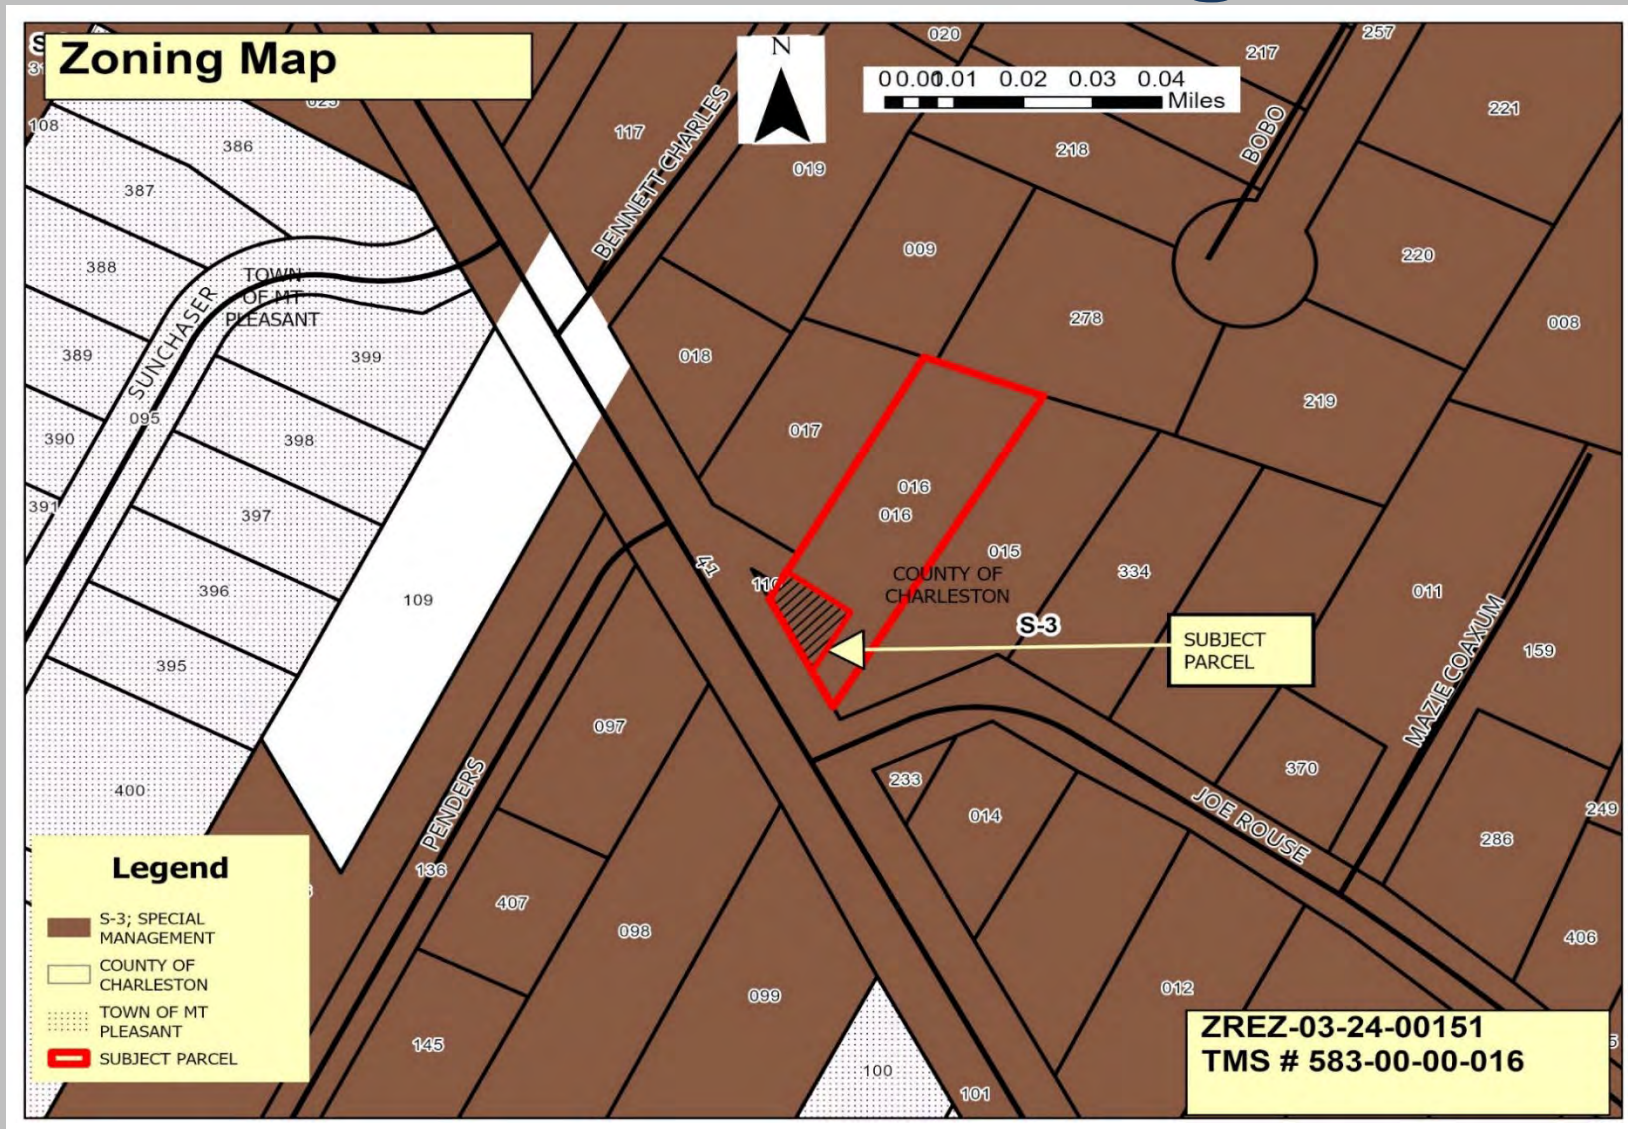 Zoning Map
N
0 0.00 0.01 0.02 0.03 0.04
Miles
020
257
217
BOBO
221
108
386
117
BENNETT CHARLES
019
218
387
009
220
388
TOWN
OF MT
PLEASANT
SUNCHASER
278
008
389
399
018
219
095
390
398
017
391
397
016
016
41
015
110
COUNTY OF
CHARLESTON
334
396
109
011
S-3
SUBJECT
PARCEL
MAZIE COAXUM
159
395
097
370
400
PENDERS
233
014
JOE ROUSE
249
286
136
407
098
406
099
012
145
100
101
Legend
S-3; SPECIAL
MANAGEMENT
COUNTY OF
CHARLESTON
TOWN OF MT
PLEASANT
SUBJECT PARCEL
ZREZ-03-24-00151
TMS # 583-00-00-016